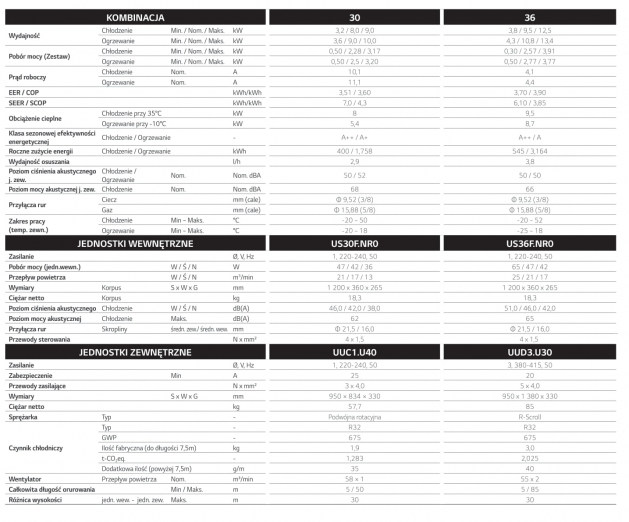 KOMBINACJA 30 36
Wydajność Chłodzenie Min. / Nom. / Maks. kW 3,2 / 8,0 / 9,0 3,8 / 9,5 / 12,5
Ogrzewanie Min. / Nom. / Maks. kW 3,6 / 9,0 / 10,0 4,3 / 10,8 / 13,4
Pobór mocy (Zestaw) Chłodzenie Min. / Nom. / Maks. kW 0,50 / 2,28 / 3,17 0,30 / 2,57 / 3,91
Ogrzewanie Min. / Nom. / Maks. kW 0,50 / 2,5 / 3,20 0,50 / 2,77 / 3,77
Prąd roboczy Chłodzenie Nom. A 10,1 4,1
Ogrzewanie Nom. A 11,1 4,4
EER / COP kWh/kWh 3,51 / 3,60 3,70 / 3,90
SEER / SCOP kWh/kWh 7,0 / 4,3 6,10 / 3,85
Obciążenie cieplne Chłodzenie przy 35°C kW 8 9,5
Ogrzewanie przy -10°C kW 5,4 8,7
Klasa sezonowej efektywności energetycznej Chłodzenie / Ogrzewanie - A++ / A+ A++ / A
Roczne zużycie energii Chłodzenie / Ogrzewanie kWh 400 / 1,758 545 / 3,164
Wydajność osuszania l/h 2,9 3,8
Poziom ciśnienia akustycznego j. zew. Chłodzenie / Ogrzewanie Nom. Nom. dBA 50 / 52 50 / 50
Poziom mocy akustycznej j. zew. Chłodzenie Nom. Nom. dBA 68 66
Przyłącza rur Ciecz mm (cale) Φ 9,52 (3/8) Φ 9,52 (3/8)
Gaz mm (cale) Φ 15,88 (5/8) Φ 15,88 (5/8)
Zakres pracy (temp. zewn.) Chłodzenie Min ~ Maks. °C -20 ~ 50 -20 ~ 52
Ogrzewanie Min ~ Maks. °C -20 ~ 18 -25 ~ 18
JEDNOSTKI WEWNĘTRZNE US30F.NR0 US36F.NR0
Zasilanie Ø, V, Hz 1, 220-240, 50 1, 220-240, 50
Pobór mocy (jedn.wewn.) W / Ś / N W 47 / 42 / 36 65 / 47 / 42
Przepływ powietrza W / Ś / N m³/min 21 / 17 / 13 25 / 21 / 17
Wymiary Korpus S x W x G mm 1 200 x 360 x 265 1 200 x 360 x 265
Ciężar netto Korpus kg 18,3 18,3
Poziom ciśnienia akustycznego Chłodzenie W / Ś / N dB(A) 46,0 / 42,0 / 38,0 51,0 / 46,0 / 42,0
Poziom mocy akustycznej Chłodzenie Maks. dB(A) 62 65
Przyłącza rur Skropliny średn. zew./ średn. wew. mm Φ 21,5 / 16,0 Φ 21,5 / 16,0
Przewody sterowania N x mm² 4 x 1,5 4 x 1,5
JEDNOSTKI ZEWNĘTRZNE UUC1.U40 UUD3.U30
Zasilanie Ø, V, Hz 1, 220-240, 50 3, 380-415, 50
Zabezpieczenie Min A 25 20
Przewody zasilające N x mm² 3 x 4,0 5 x 4,0
Wymiary S x W x G mm 950 × 834 × 330 950 x 1 380 x 330
Ciężar netto kg 57,7 85
Sprężarka Typ - Podwójna rotacyjna R-Scroll
Czynnik chłodniczy Typ - R32 R32
GWP - 675 675
Ilość fabryczna (do długości 7,5m) kg 1,9 3,0
t-CO₂eq. - 1,283 2,025
Dodatkowa ilość (powyżej 7,5m) g/m 35 40
Wentylator Przepływ powietrza Nom. m³/min 58 × 1 55 x 2
Całkowita długość orurowania Min / Maks. m 5 / 50 5 / 85
Różnica wysokości jedn. wew. - jedn. zew. Maks. m 30 30